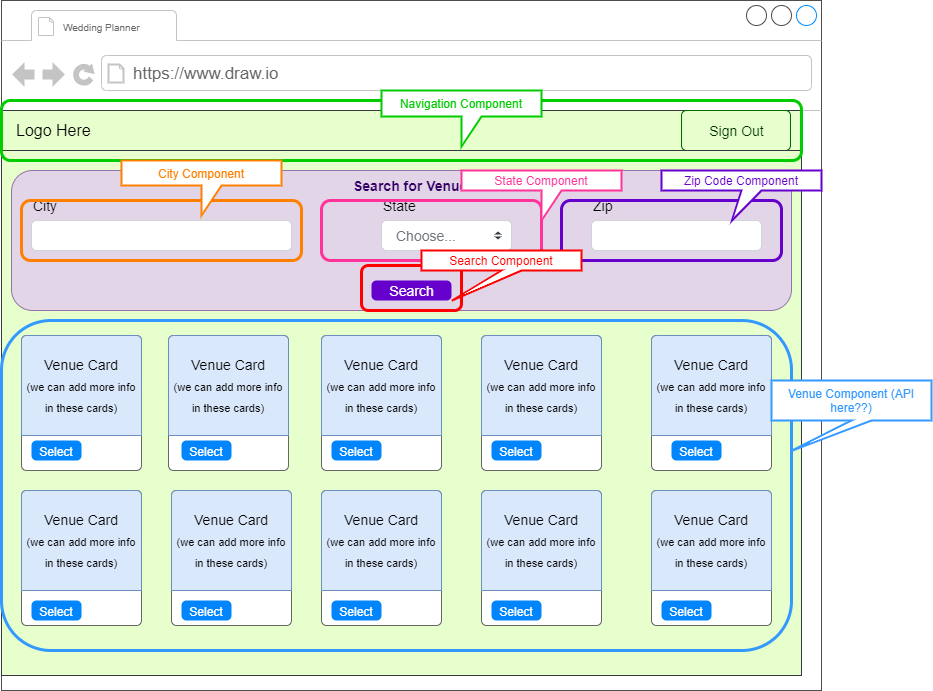 Wedding Planner
https://www.draw.io
Navigation Component
Logo Here
Sign Out
City Component
State Component
Zip Code Component
Search for Venu
City
State
Zip
Choose...
Search Component
Search
Venue Card
(we can add more info
in these cards)
Select
Venue Card
(we can add more info
in these cards)
Select
Venue Card
(we can add more info
in these cards)
Select
Venue Card
(we can add more info
in these cards)
Select
Venue Card
(we can add more info
in these cards)
Select
Venue Component (API
here??)
Venue Card
(we can add more info
in these cards)
Select
Venue Card
(we can add more info
in these cards)
Select
Venue Card
(we can add more info
in these cards)
Select
Venue Card
(we can add more info
in these cards)
Select
Venue Card
(we can add more info
in these cards)
Select